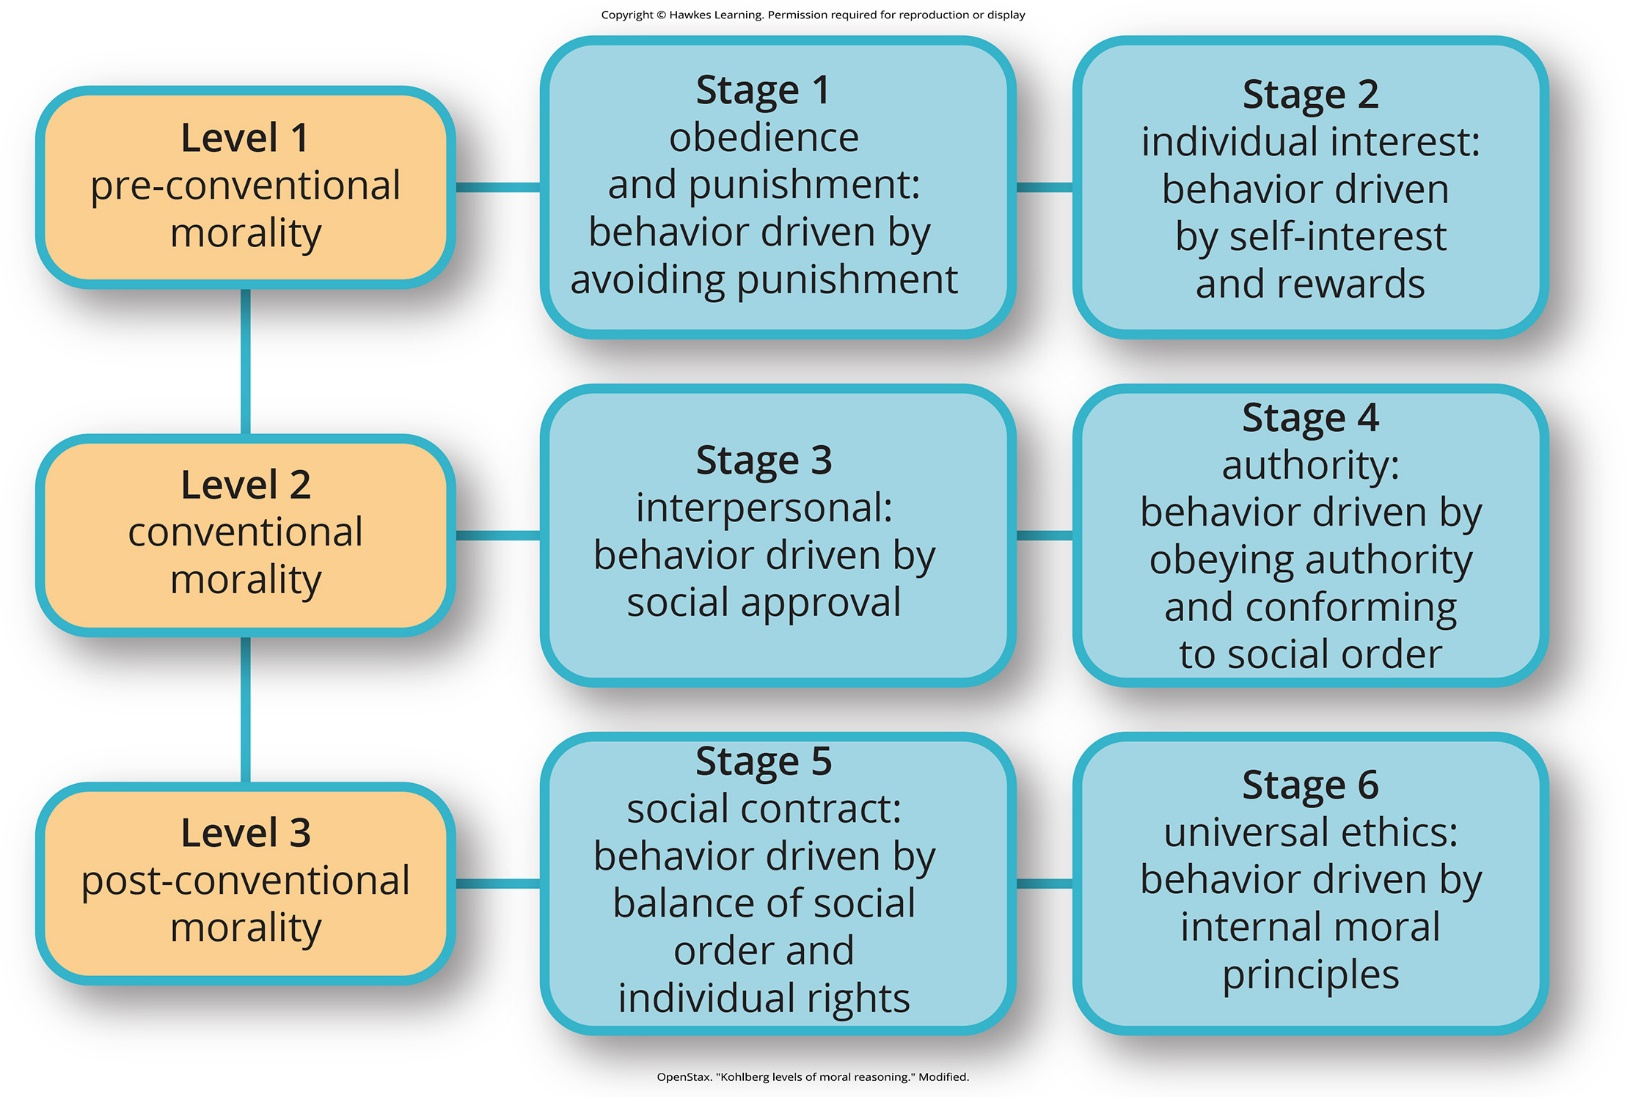 Copyright © Hawkes Learning. Permission required for reproduction or display
Level 1
pre-conventional
morality
Stage 1
obedience
and punishment:
behavior driven by
avoiding punishment
Stage 2
individual interest:
behavior driven
by self-interest
and rewards
Level 2
conventional
morality
Stage 3
interpersonal:
behavior driven by
social approval
Stage 4
authority:
behavior driven by
obeying authority
and conforming
to social order
Level 3
post-conventional
morality
Stage 5
social contract:
behavior driven by
balance of social
order and
individual rights
Stage 6
universal ethics:
behavior driven by
internal moral
principles
OpenStax. "Kohlberg levels of moral reasoning." Modified.